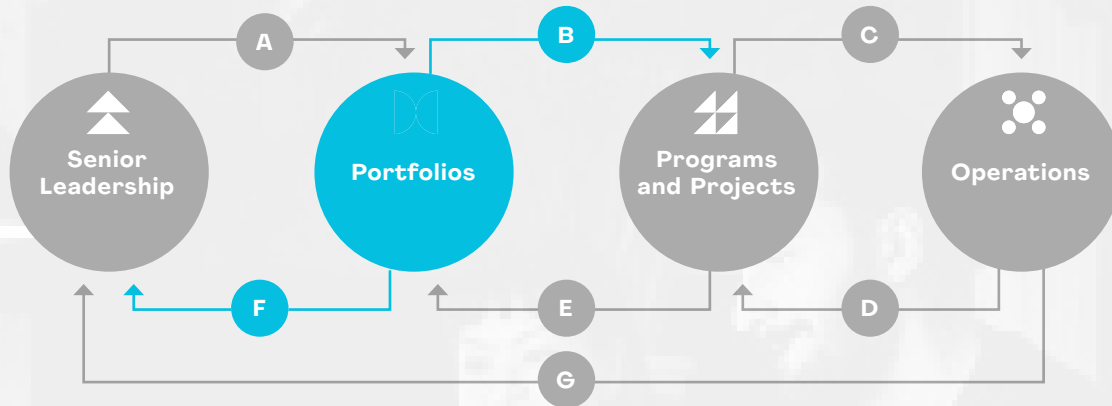 A
B
C
Senior
Leadership
Portfolios
Programs
and Projects
Operations
F
E
D
G